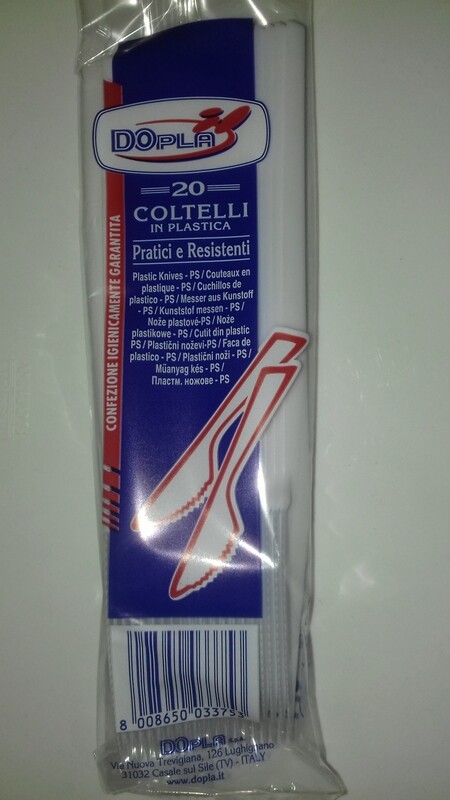 DOPLA
20
COLTELLI
IN PLASTICA
Pratici e Resistenti
Plastic Knives - PS / Couteaux en
plastique - PS / Cuchillos de
plastico - PS / Messer aus Kunstoff
- PS / Kunststof messen - PS /
Nože plastové-PS / Noże
plastikowe - PS / Cutit din plastic
PS / Plastični noževi-PS / Faca de
plastico - PS / Plastični noži - PS /
Műanyag kés - PS /
Пластм. ножове - PS
CONFEZIONE IGIENICAMENTE GARANTITA
8 008650 033753
DOPLA S.p.A.
Via Nuova Trevigiana, 126 Lughignano
31032 Casale sul Sile (TV) - ITALY
www.dopla.it